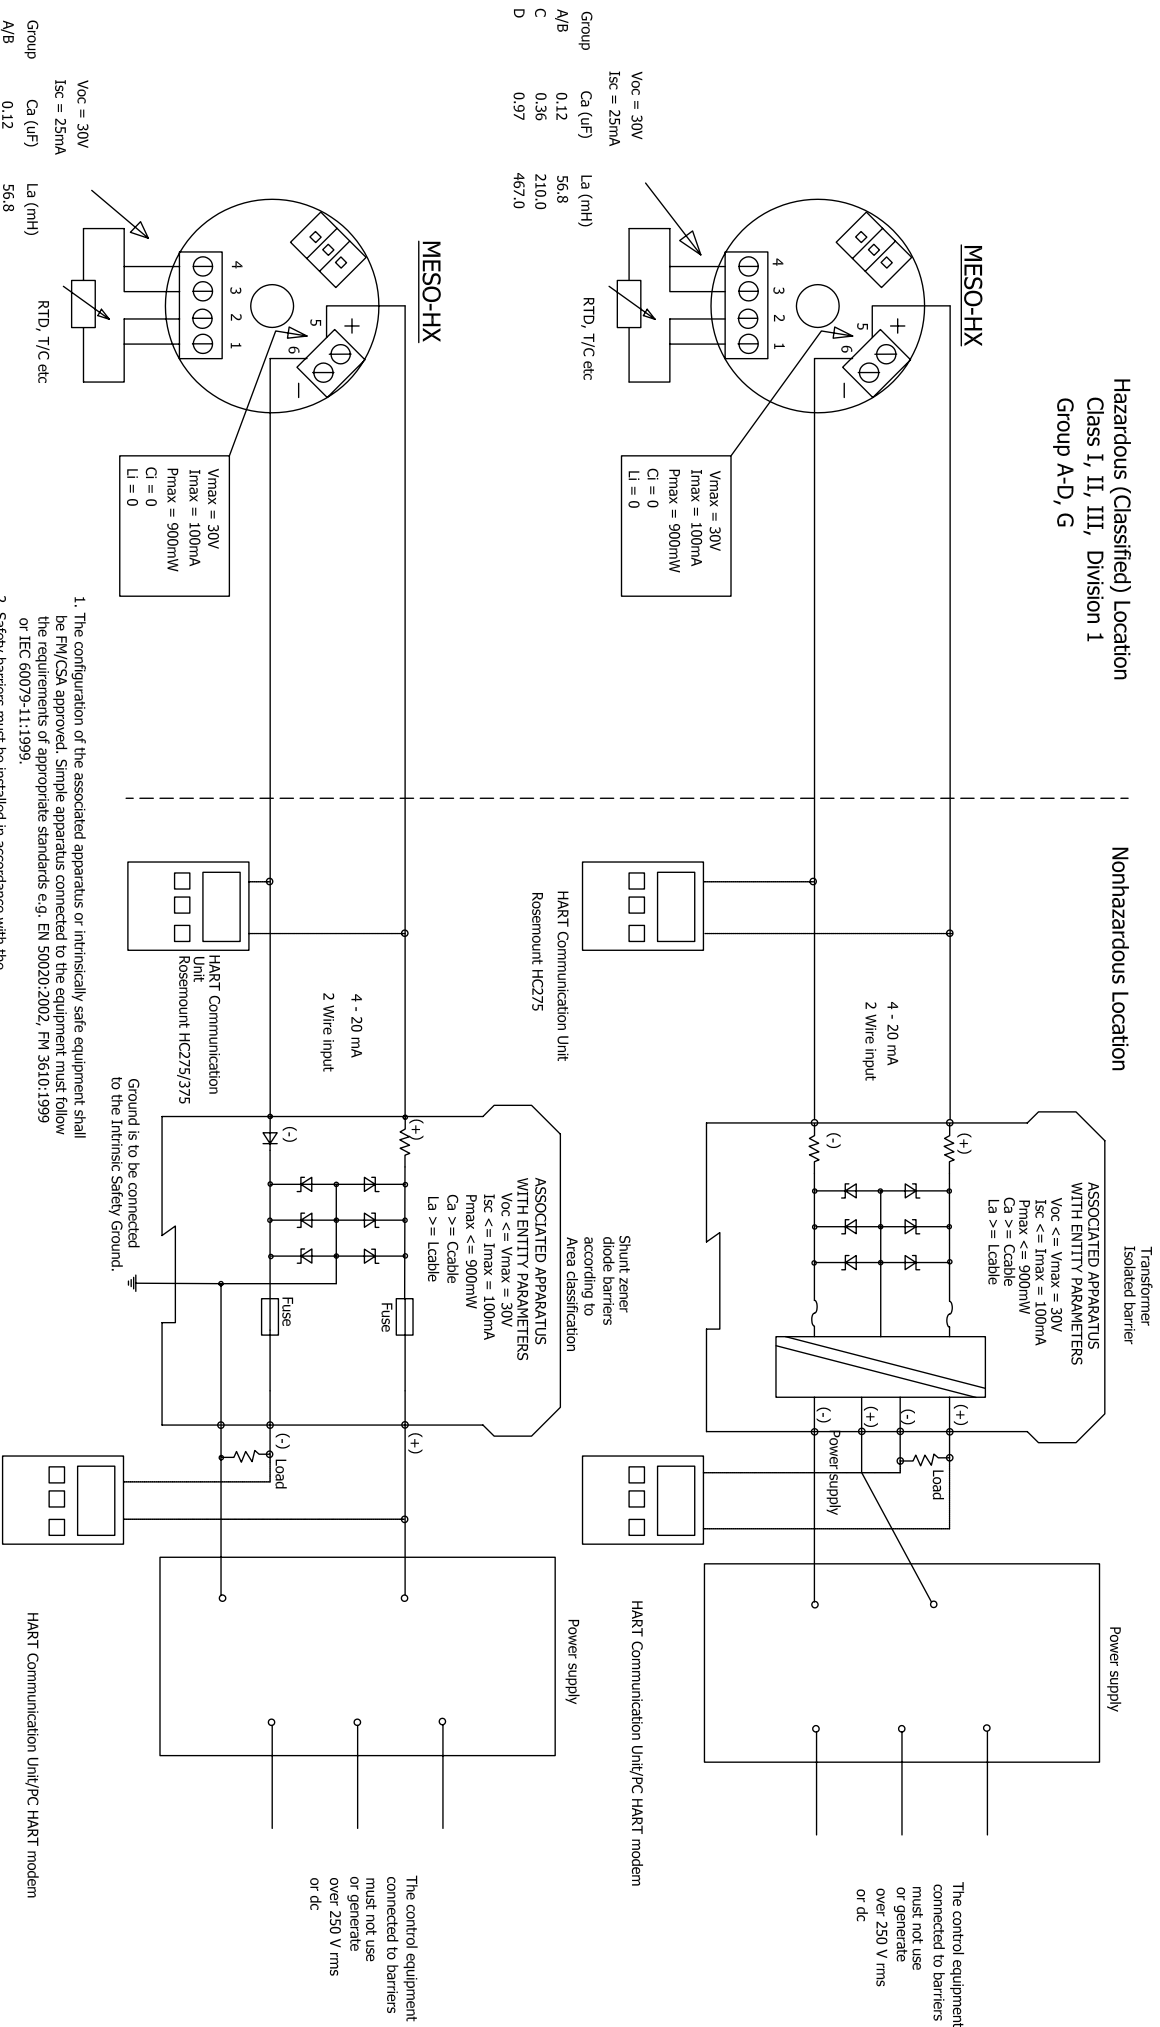 Hazardous (Classified) Location
Class I, II, III, Division 1
Group A-D, G
Nonhazardous Location
MESO-HX
Voc = 30V
Isc = 25mA
Group Ca (uF) La (mH)
A/B 0.12 56.8
C 0.36 210.0
D 0.97 467.0
4 3 2 1
5 6
+
−
RTD, T/C etc
Vmax = 30V
Imax = 100mA
Pmax = 900mW
Ci = 0
Li = 0
HART Communication Unit
Rosemount HC275
4 - 20 mA
2 Wire input
Transformer
Isolated barrier
ASSOCIATED APPARATUS
WITH ENTITY PARAMETERS
Voc <= Vmax = 30V
Isc <= Imax = 100mA
Pmax <= 900mW
Ca >= Ccable
La >= Lcable
(+)
(-)
(+)
(-)
(+)
(-)
Load
Power supply
Power supply
HART Communication Unit/PC HART modem
The control equipment
connected to barriers
must not use
or generate
over 250 V rms
or dc
MESO-HX
Voc = 30V
Isc = 25mA
Group Ca (uF) La (mH)
A/B 0.12 56.8
4 3 2 1
5 6
+
−
RTD, T/C etc
Vmax = 30V
Imax = 100mA
Pmax = 900mW
Ci = 0
Li = 0
HART Communication
Unit
Rosemount HC275/375
4 - 20 mA
2 Wire input
Shunt zener
diode barriers
according to
Area classification
ASSOCIATED APPARATUS
WITH ENTITY PARAMETERS
Voc <= Vmax = 30V
Isc <= Imax = 100mA
Pmax <= 900mW
Ca >= Ccable
La >= Lcable
(+)
(-)
Fuse
Fuse
(+)
(-)
Load
Ground is to be connected
to the Intrinsic Safety Ground.
Power supply
HART Communication Unit/PC HART modem
The control equipment
connected to barriers
must not use
or generate
over 250 V rms
or dc
1. The configuration of the associated apparatus or intrinsically safe equipment shall
be FM/CSA approved. Simple apparatus connected to the equipment must follow
the requirements of appropriate standards e.g. EN 50020:2002, FM 3610:1999
or IEC 60079-11:1999.
2. Safety barriers must be installed in accordance with the